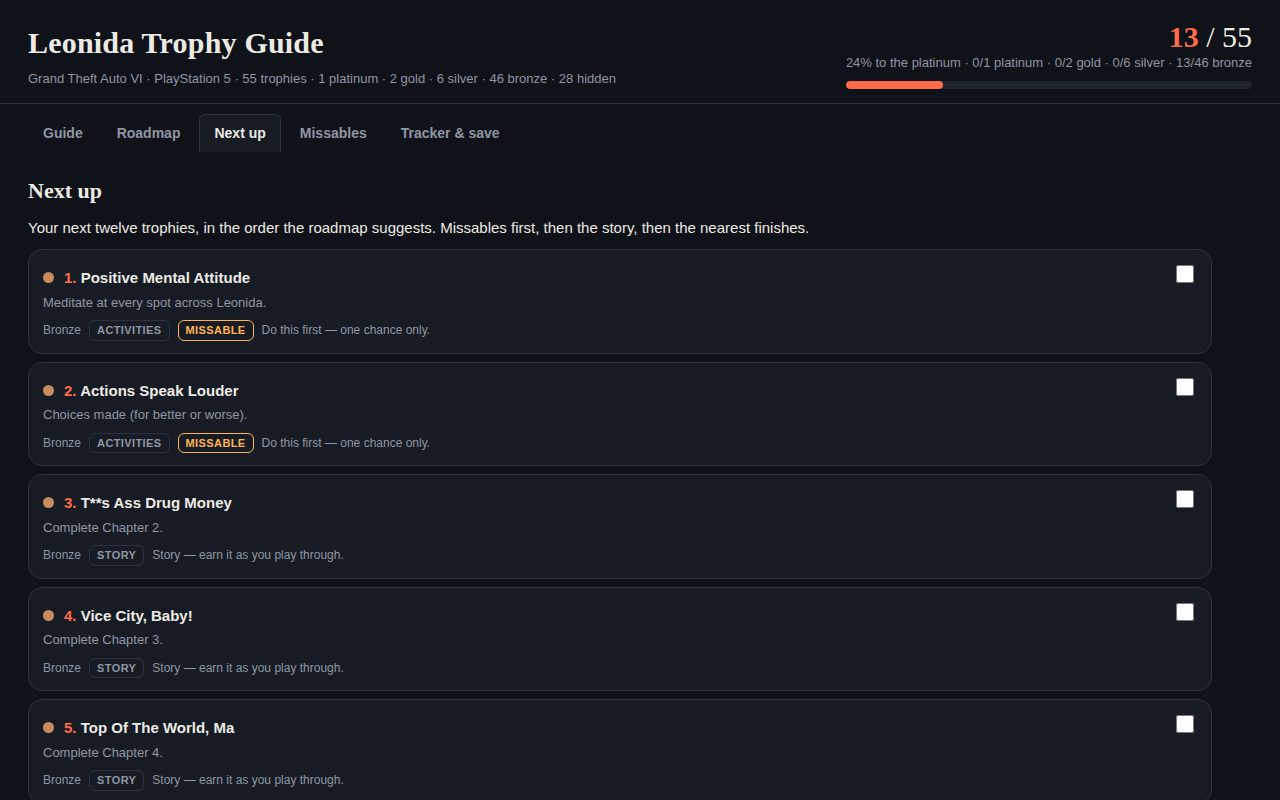 Leonida Trophy Guide
Grand Theft Auto VI · PlayStation 5 · 55 trophies · 1 platinum · 2 gold · 6 silver · 46 bronze · 28 hidden
13 / 55
24% to the platinum · 0/1 platinum · 0/2 gold · 0/6 silver · 13/46 bronze
Guide Roadmap Next up Missables Tracker & save
Next up
Your next twelve trophies, in the order the roadmap suggests. Missables first, then the story, then the nearest finishes.
1. Positive Mental Attitude
Meditate at every spot across Leonida.
Bronze ACTIVITIES MISSABLE Do this first — one chance only.
2. Actions Speak Louder
Choices made (for better or worse).
Bronze ACTIVITIES MISSABLE Do this first — one chance only.
3. T**s Ass Drug Money
Complete Chapter 2.
Bronze STORY Story — earn it as you play through.
4. Vice City, Baby!
Complete Chapter 3.
Bronze STORY Story — earn it as you play through.
5. Top Of The World, Ma
Complete Chapter 4.
Bronze STORY Story — earn it as you play through.